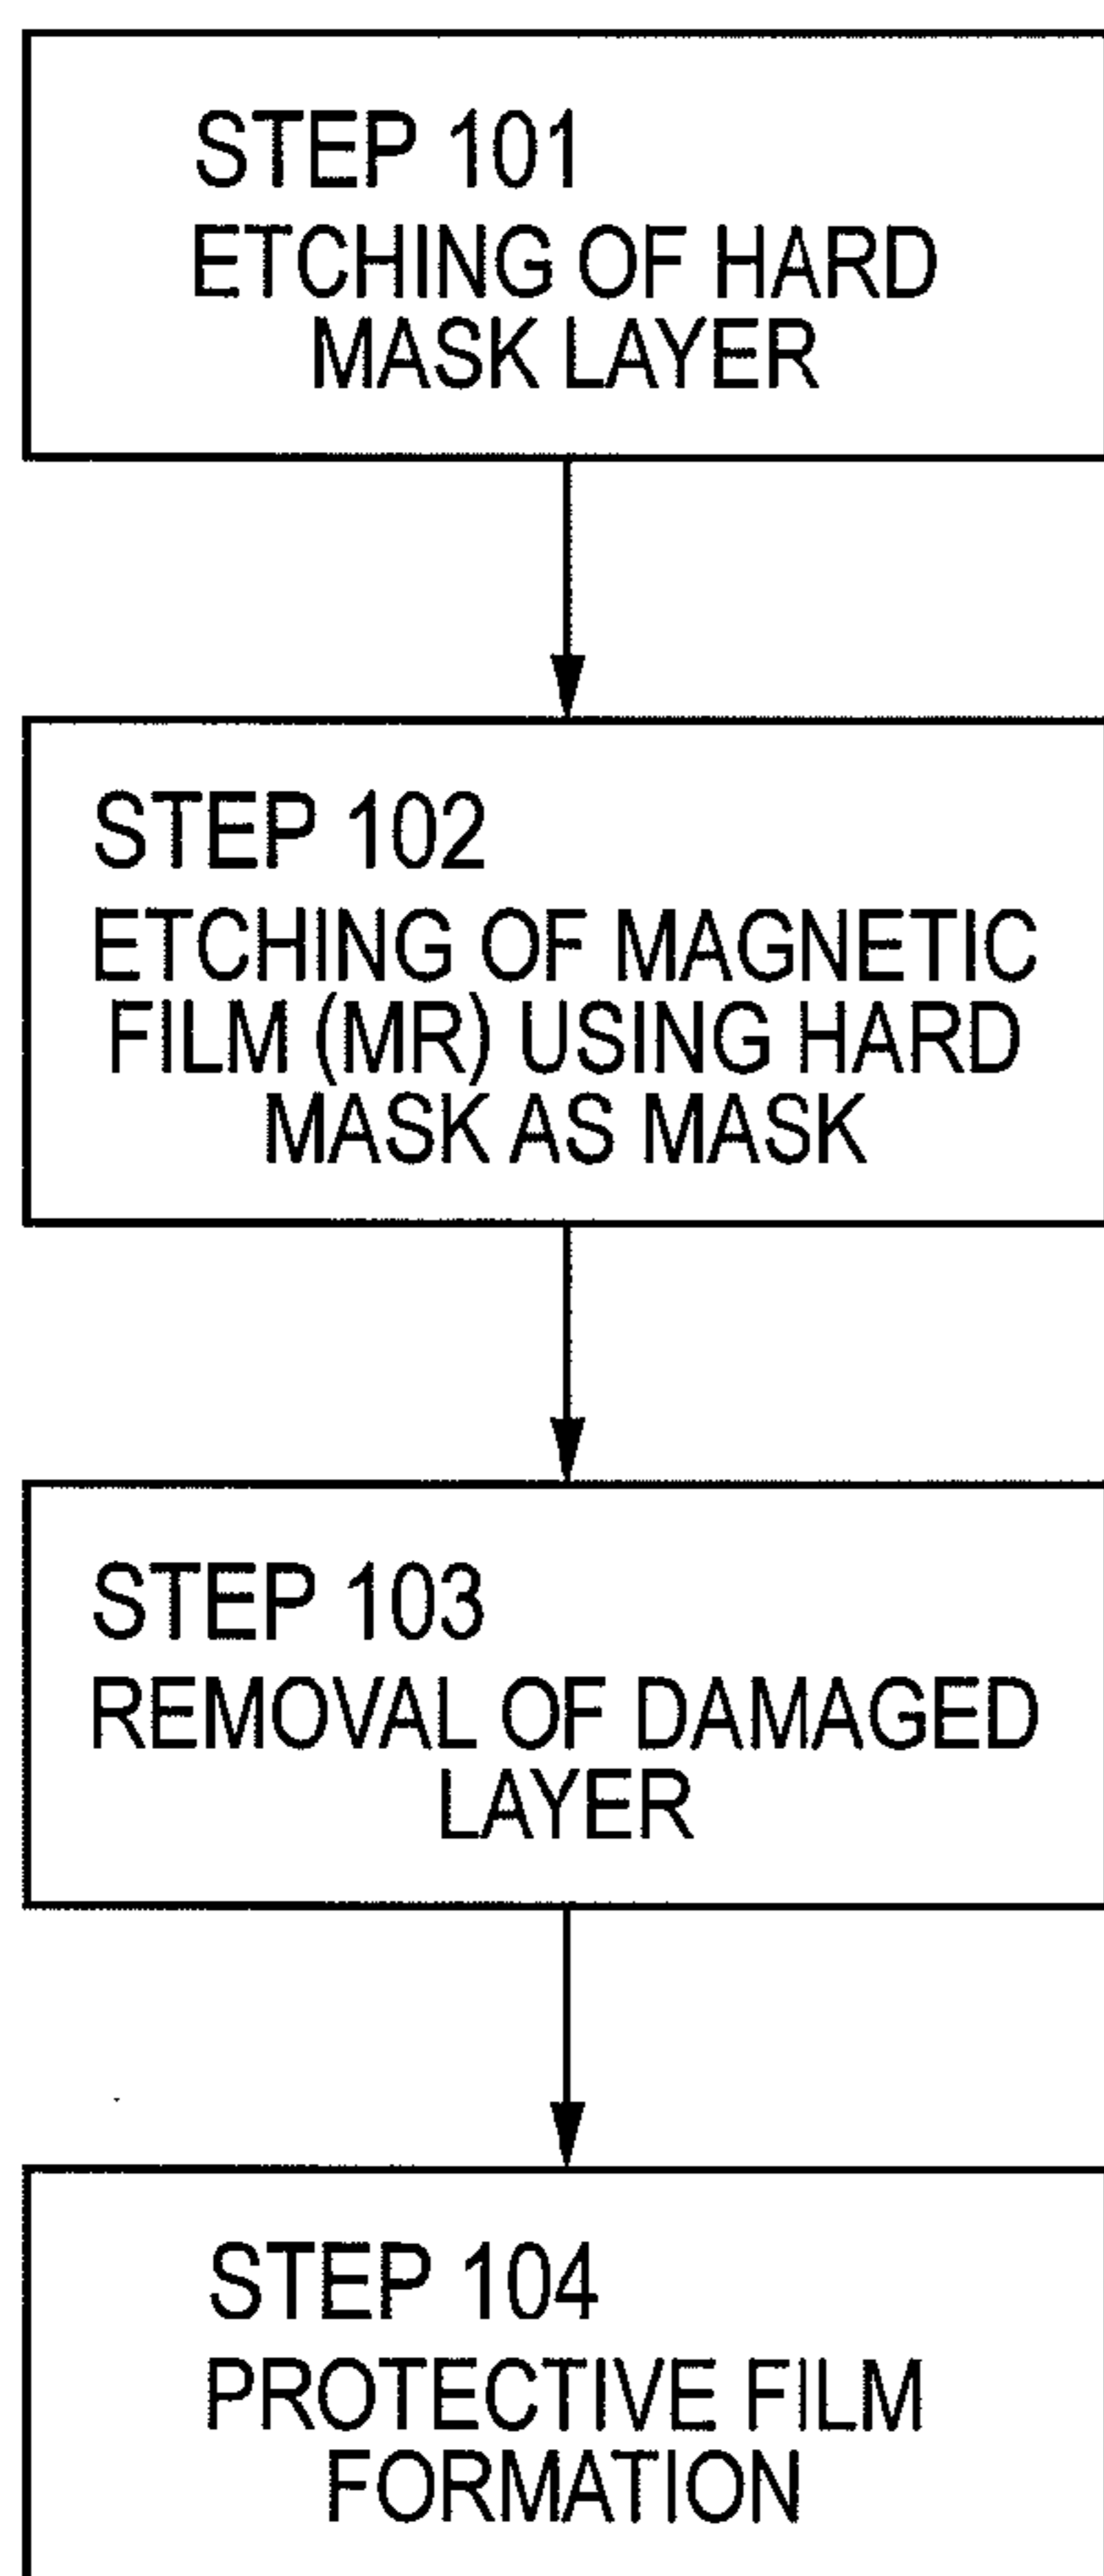 STEP 101
ETCHING OF HARD
MASK LAYER
STEP 102
ETCHING OF MAGNETIC
FILM (MR) USING HARD
MASK AS MASK
STEP 103
REMOVAL OF DAMAGED
LAYER
STEP 104
PROTECTIVE FILM
FORMATION